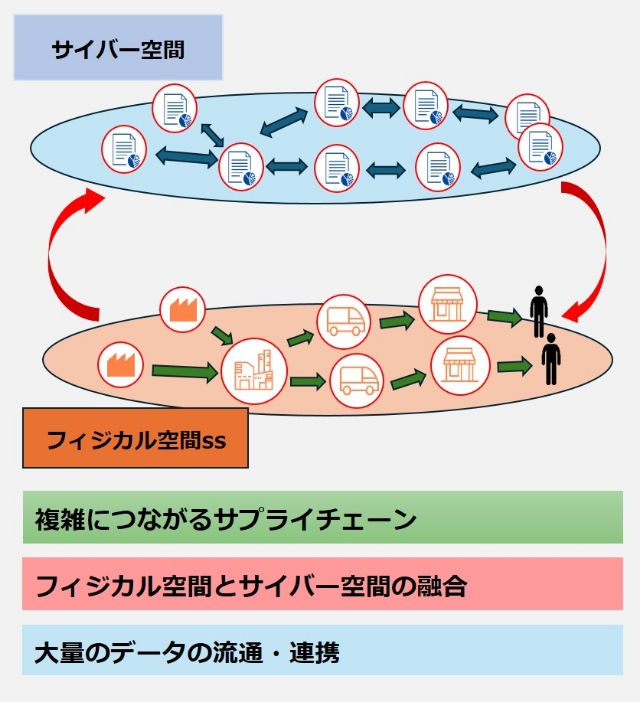 サイバー空間
フィジカル空間ss
複雑につながるサプライチェーン
フィジカル空間とサイバー空間の融合
大量のデータの流通・連携